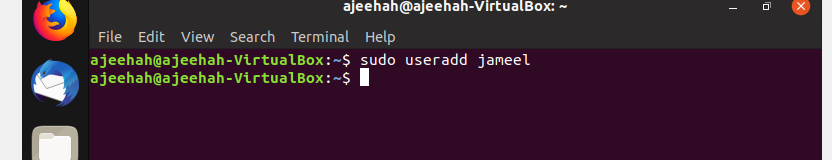 ajeehah@ajeehah-VirtualBox: ~
File Edit View Search Terminal Help
ajeehah@ajeehah-VirtualBox:~$ sudo useradd jameel
ajeehah@ajeehah-VirtualBox:~$